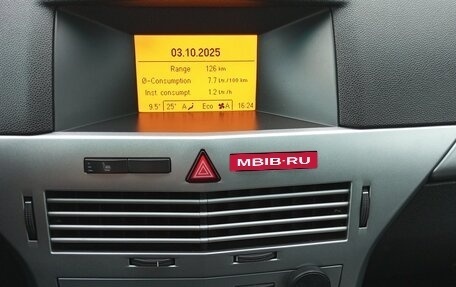 03.10.2025
Range 126 km
Ø-Consumption 7.7 Ltr./100 km
Inst consumpt 1.2 Ltr/h
9.5° 25° A Eco A 16:24
MBIB-RU